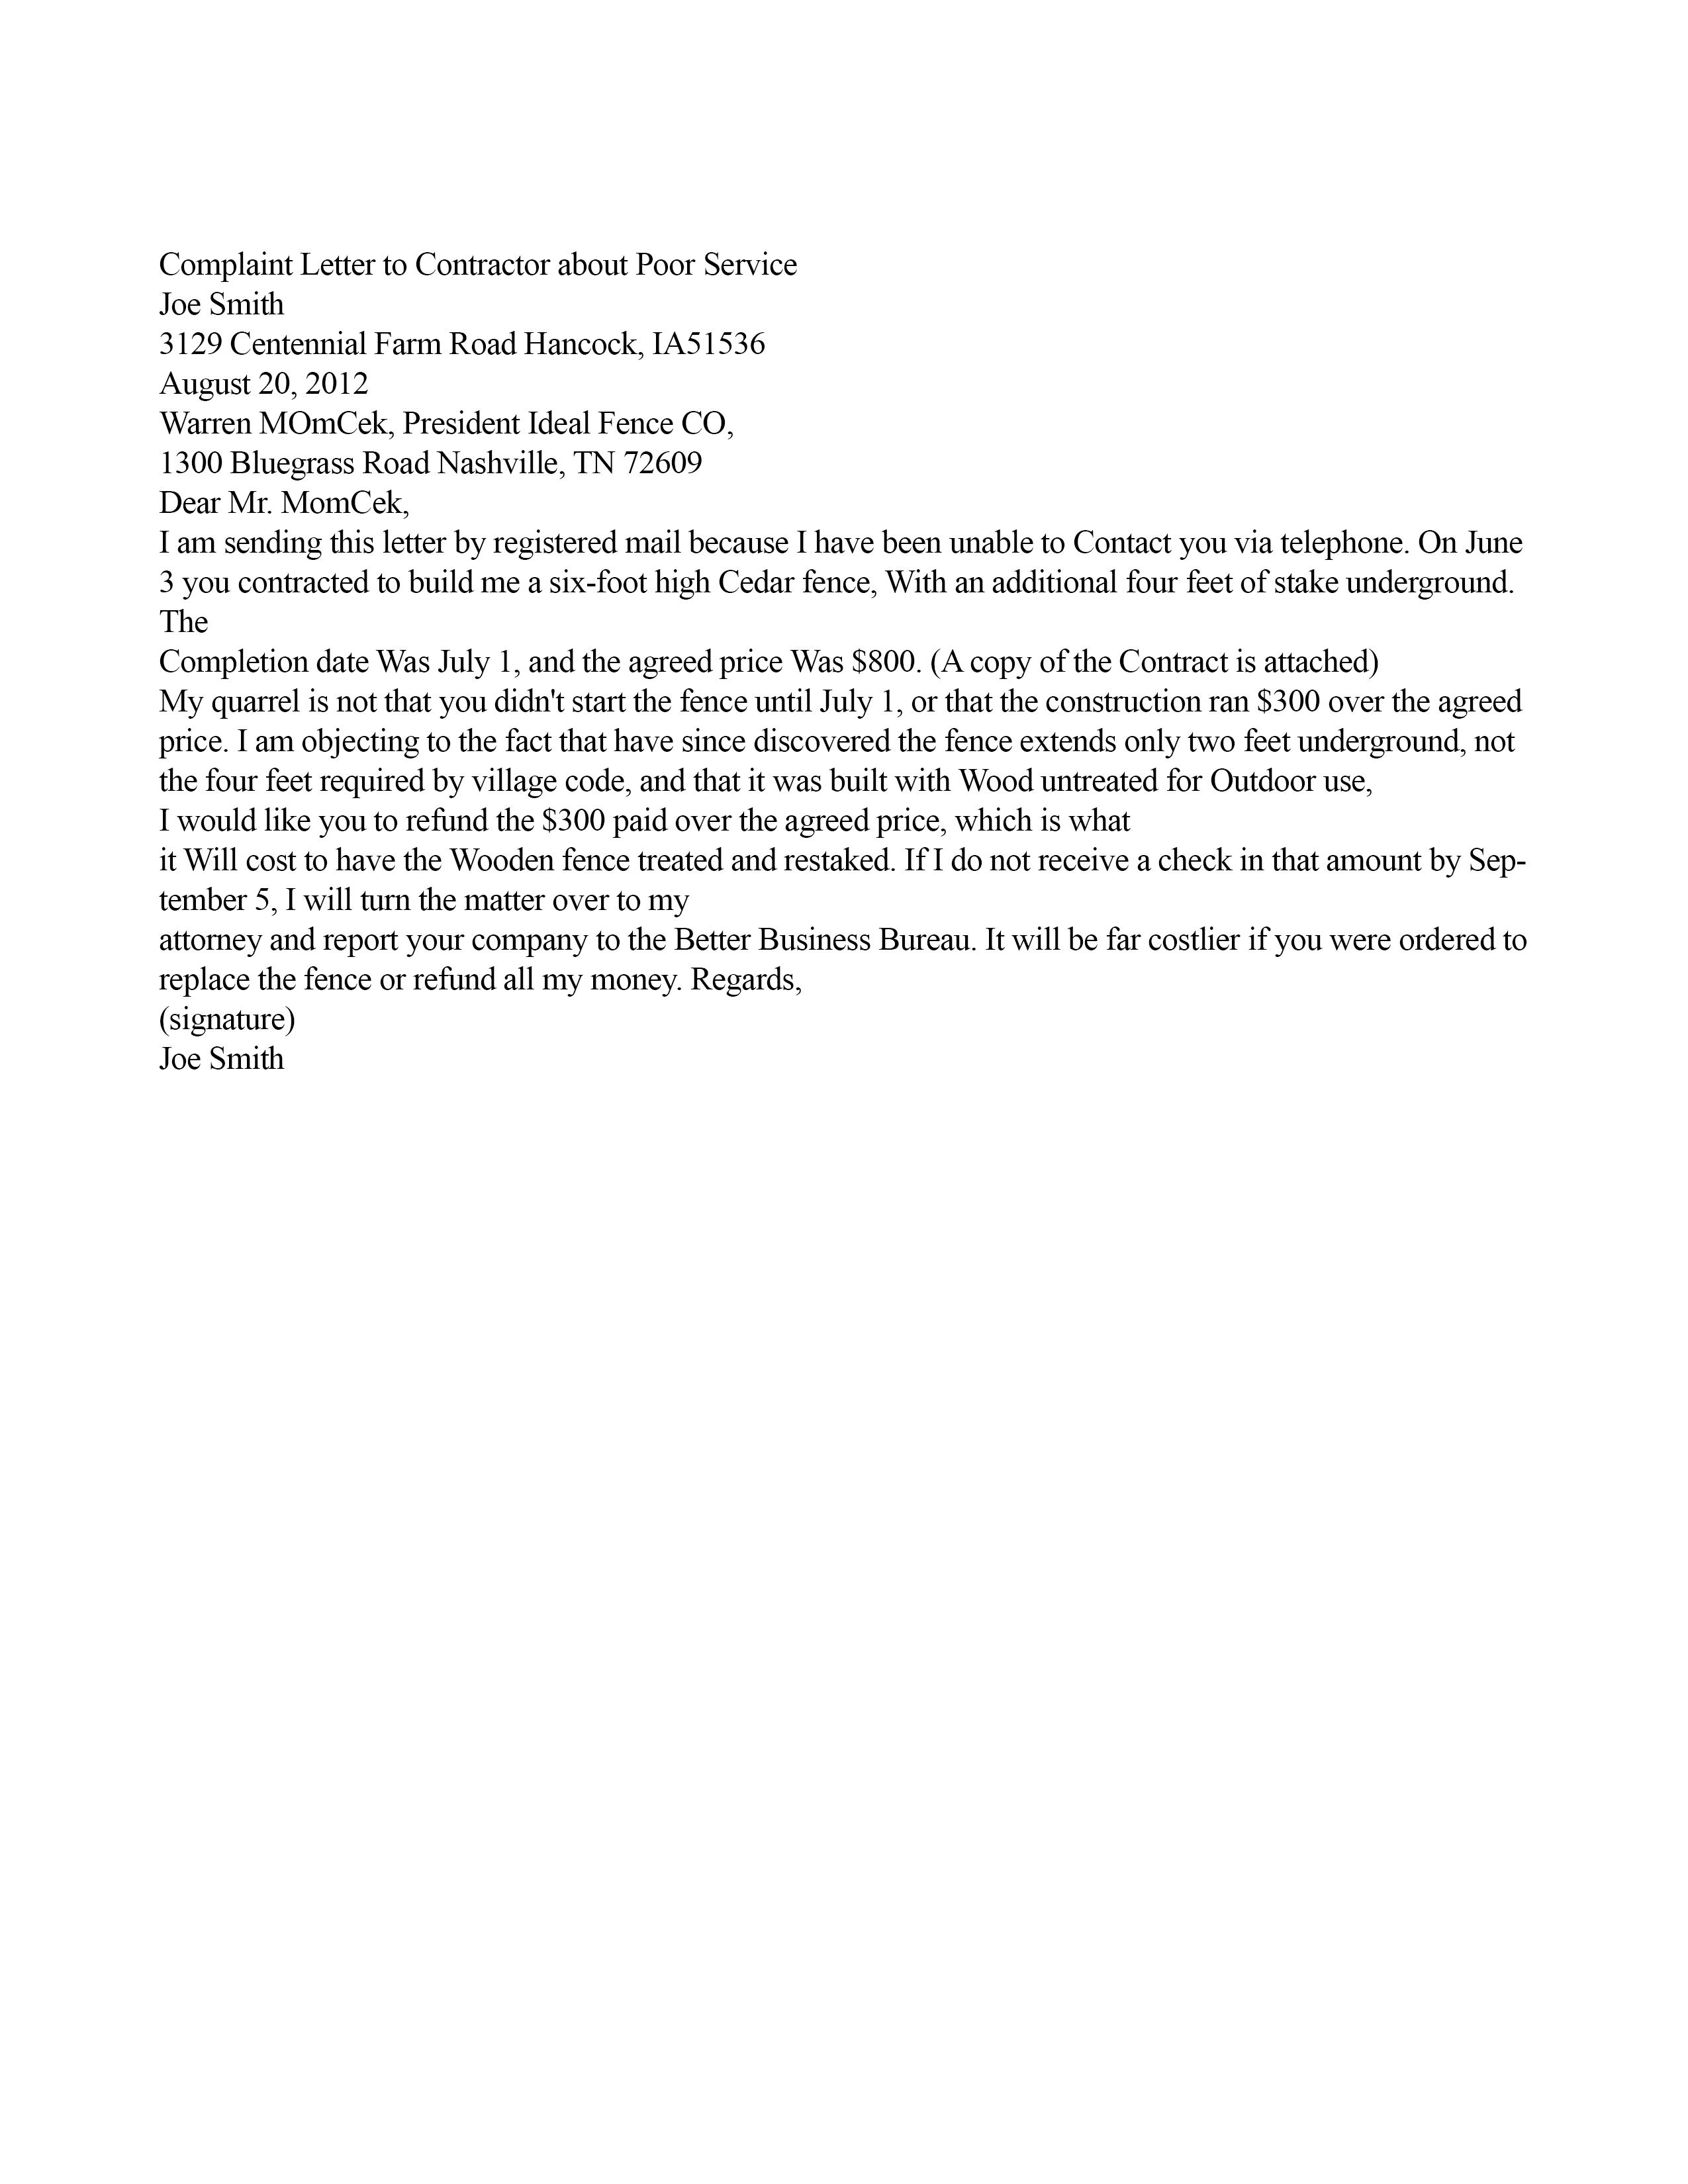 Complaint Letter to Contractor about Poor Service
Joe Smith
3129 Centennial Farm Road Hancock, IA51536
August 20, 2012
Warren MOmCek, President Ideal Fence CO,
1300 Bluegrass Road Nashville, TN 72609
Dear Mr. MomCek,
I am sending this letter by registered mail because I have been unable to Contact you via telephone. On June
3 you contracted to build me a six-foot high Cedar fence, With an additional four feet of stake underground.
The
Completion date Was July 1, and the agreed price Was $800. (A copy of the Contract is attached)
My quarrel is not that you didn't start the fence until July 1, or that the construction ran $300 over the agreed
price. I am objecting to the fact that have since discovered the fence extends only two feet underground, not
the four feet required by village code, and that it was built with Wood untreated for Outdoor use,
I would like you to refund the $300 paid over the agreed price, which is what
it Will cost to have the Wooden fence treated and restaked. If I do not receive a check in that amount by Sep-
tember 5, I will turn the matter over to my
attorney and report your company to the Better Business Bureau. It will be far costlier if you were ordered to
replace the fence or refund all my money. Regards,
(signature)
Joe Smith